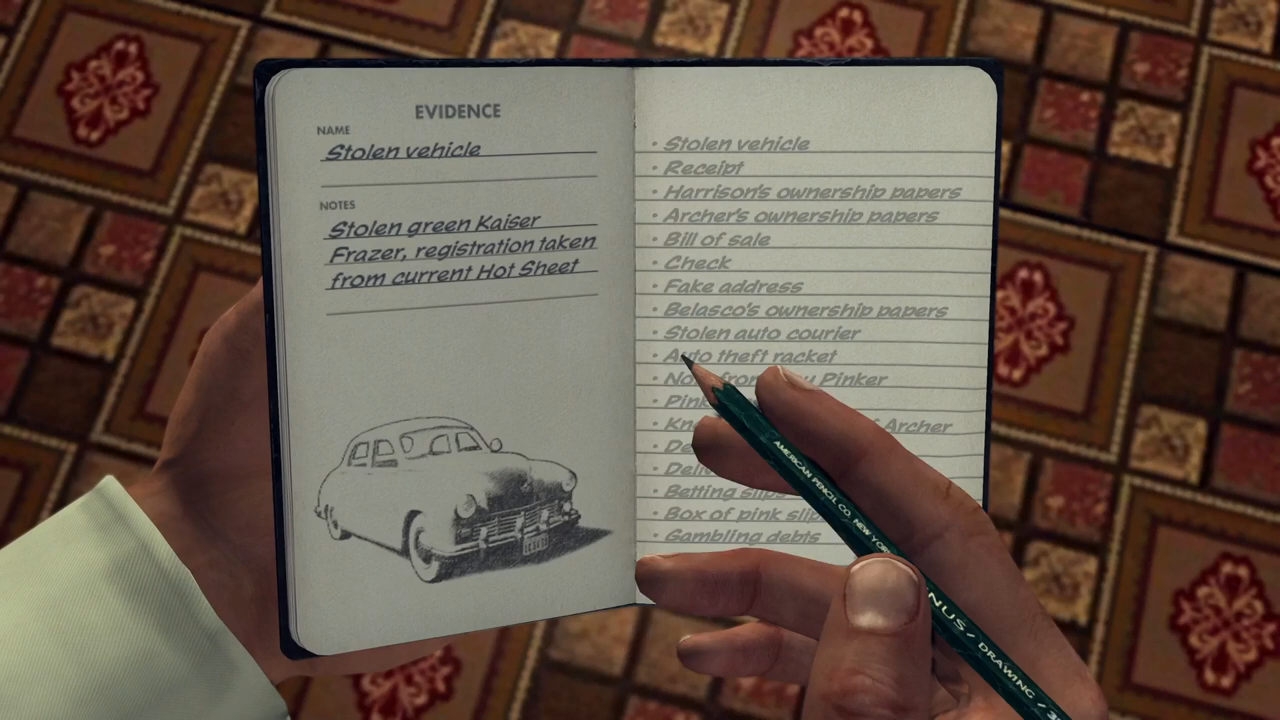 EVIDENCE
NAME
Stolen vehicle
NOTES
Stolen green Kaiser
Frazer, registration taken
from current Hot Sheet
• Stolen vehicle
• Receipt
• Harrison's ownership papers
• Archer's ownership papers
• Bill of sale
• Check
• Fake address
• Belasco's ownership papers
• Stolen auto courier
• Auto theft racket
• from Pinker
• Archer
• Betting slips
• Box of pink
• Gambling debts
AMERICAN PENCIL CO. NEW YORK
DRAWING